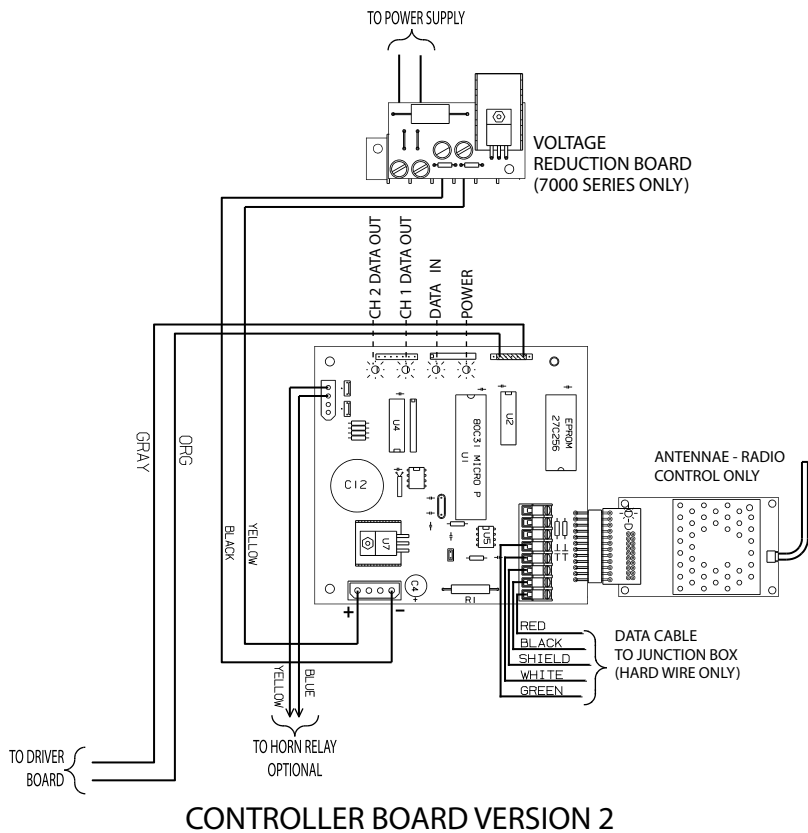 TO POWER SUPPLY
VOLTAGE
REDUCTION BOARD
(7000 SERIES ONLY)
CH 2 DATA OUT
CH 1 DATA OUT
DATA IN
POWER
GRAY
ORG
BLACK
YELLOW
U4
80C31 MICRO P
U1
U2
EPROM
27C256
C12
U7
U5
C4
+
R1
+
-
ANTENNAE - RADIO
CONTROL ONLY
RED
BLACK
SHIELD
WHITE
GREEN
DATA CABLE
TO JUNCTION BOX
(HARD WIRE ONLY)
YELLOW
BLUE
TO HORN RELAY
OPTIONAL
TO DRIVER
BOARD
CONTROLLER BOARD VERSION 2